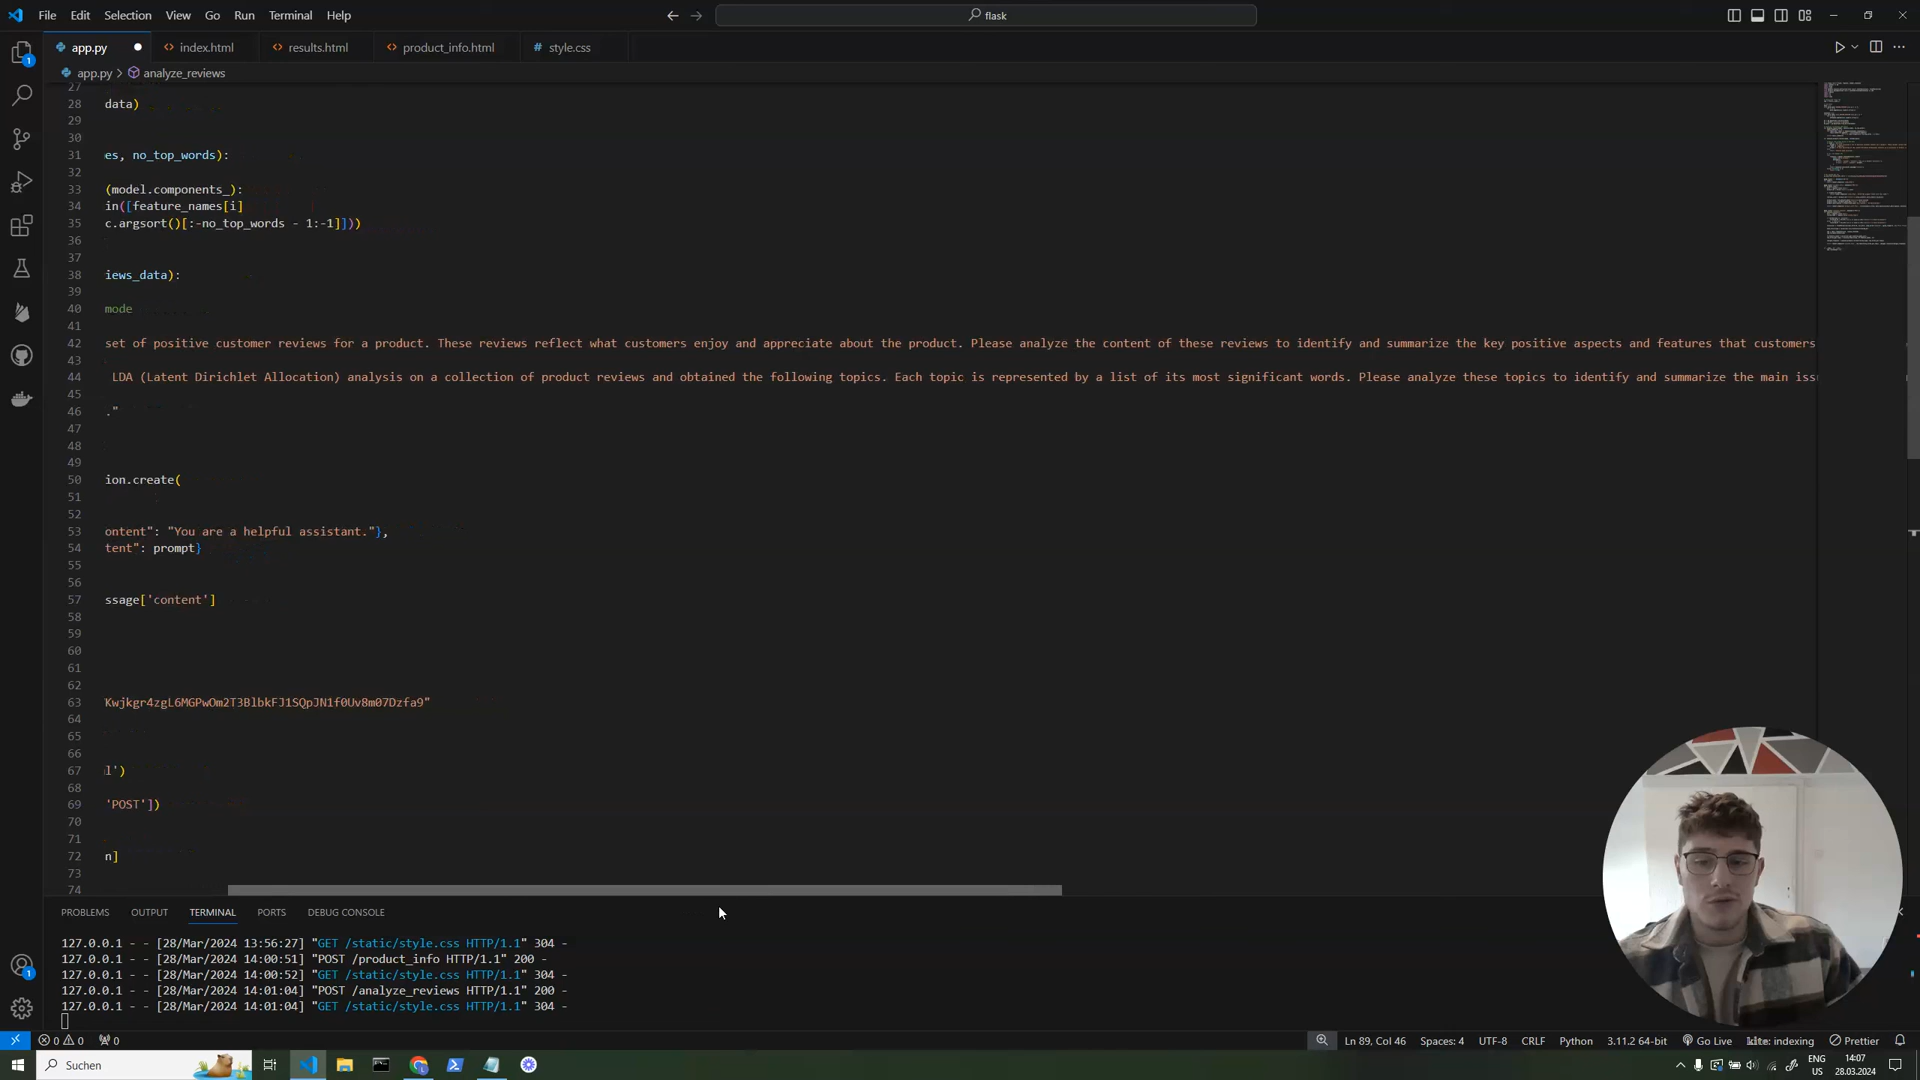 File Edit Selection View Go Run Terminal Help
flask
app.py
index.html
results.html
product_info.html
style.css
app.py > analyze_reviews
27
28 data)
29
30
31 es, no_top_words):
32
33 (model.components_):
34 in([feature_names[i]
35 c.argsort()[:-no_top_words - 1:-1]]))
36
37
38 iews_data):
39
40 mode
41
42 set of positive customer reviews for a product. These reviews reflect what customers enjoy and appreciate about the product. Please analyze the content of these reviews to identify and summarize the key positive aspects and features that customers
43
44 LDA (Latent Dirichlet Allocation) analysis on a collection of product reviews and obtained the following topics. Each topic is represented by a list of its most significant words. Please analyze these topics to identify and summarize the main iss
45
46 ."
47
48
49
50 ion.create(
51
52
53 ontent": "You are a helpful assistant."},
54 tent": prompt}
55
56
57 ssage['content']
58
59
60
61
62
63
64
65
66
67 l')
68
69 'POST'])
70
71
72 n]
73
74
PROBLEMS OUTPUT TERMINAL PORTS DEBUG CONSOLE
127.0.0.1 - - [28/Mar/2024 13:56:27] "GET /static/style.css HTTP/1.1" 304 -
127.0.0.1 - - [28/Mar/2024 14:00:51] "POST /product_info HTTP/1.1" 200 -
127.0.0.1 - - [28/Mar/2024 14:00:52] "GET /static/style.css HTTP/1.1" 304 -
127.0.0.1 - - [28/Mar/2024 14:01:04] "POST /analyze_reviews HTTP/1.1" 200 -
127.0.0.1 - - [28/Mar/2024 14:01:04] "GET /static/style.css HTTP/1.1" 304 -
0 0 0 Ln 89, Col 46 Spaces: 4 UTF-8 CRLF Python 3.11.2 64-bit Go Live kite: indexing Prettier
Suchen
ENG 14:07
US 28.03.2024